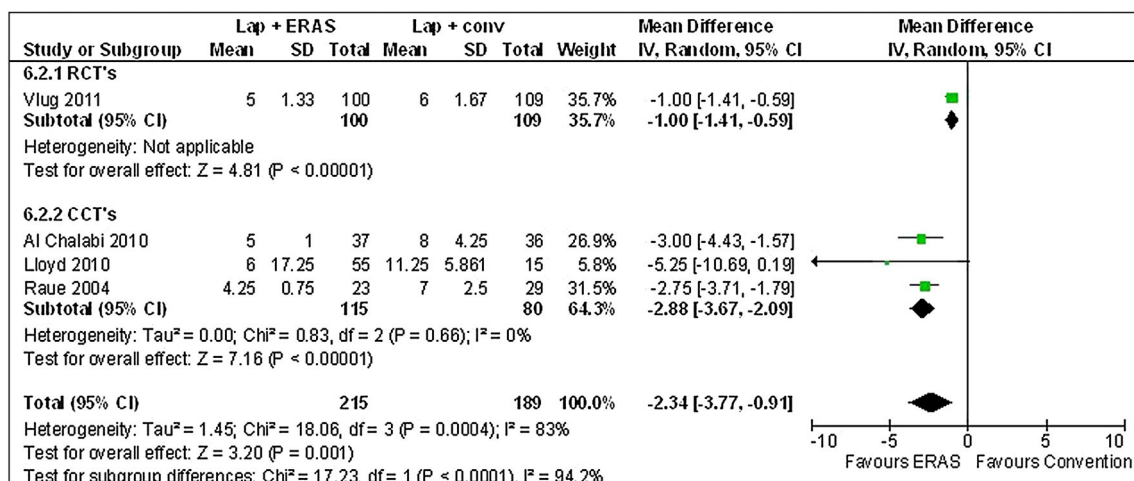 Lap + ERAS Lap + conv Mean Difference Mean Difference
Study or Subgroup Mean SD Total Mean SD Total Weight IV, Random, 95% CI IV, Random, 95% CI
6.2.1 RCT's
Vlug 2011 5 1.33 100 6 1.67 109 35.7% -1.00 [-1.41, -0.59]
Subtotal (95% CI) 100 109 35.7% -1.00 [-1.41, -0.59]
Heterogeneity: Not applicable
Test for overall effect: Z = 4.81 (P < 0.00001)
6.2.2 CCT's
Al Chalabi 2010 5 1 37 8 4.25 36 26.9% -3.00 [-4.43, -1.57]
Lloyd 2010 6 17.25 55 11.25 5.861 15 5.8% -5.25 [-10.69, 0.19]
Raue 2004 4.25 0.75 23 7 2.5 29 31.5% -2.75 [-3.71, -1.79]
Subtotal (95% CI) 115 80 64.3% -2.88 [-3.67, -2.09]
Heterogeneity: Tau² = 0.00; Chi² = 0.83, df = 2 (P = 0.66); I² = 0%
Test for overall effect: Z = 7.16 (P < 0.00001)
Total (95% CI) 215 189 100.0% -2.34 [-3.77, -0.91]
Heterogeneity: Tau² = 1.45; Chi² = 18.06, df = 3 (P = 0.0004); I² = 83%
Test for overall effect: Z = 3.20 (P = 0.001)
Test for subgroup differences: Chi² = 17.23, df = 1 (P < 0.0001), I² = 94.2%
-10 -5 0 5 10
Favours ERAS Favours Convention